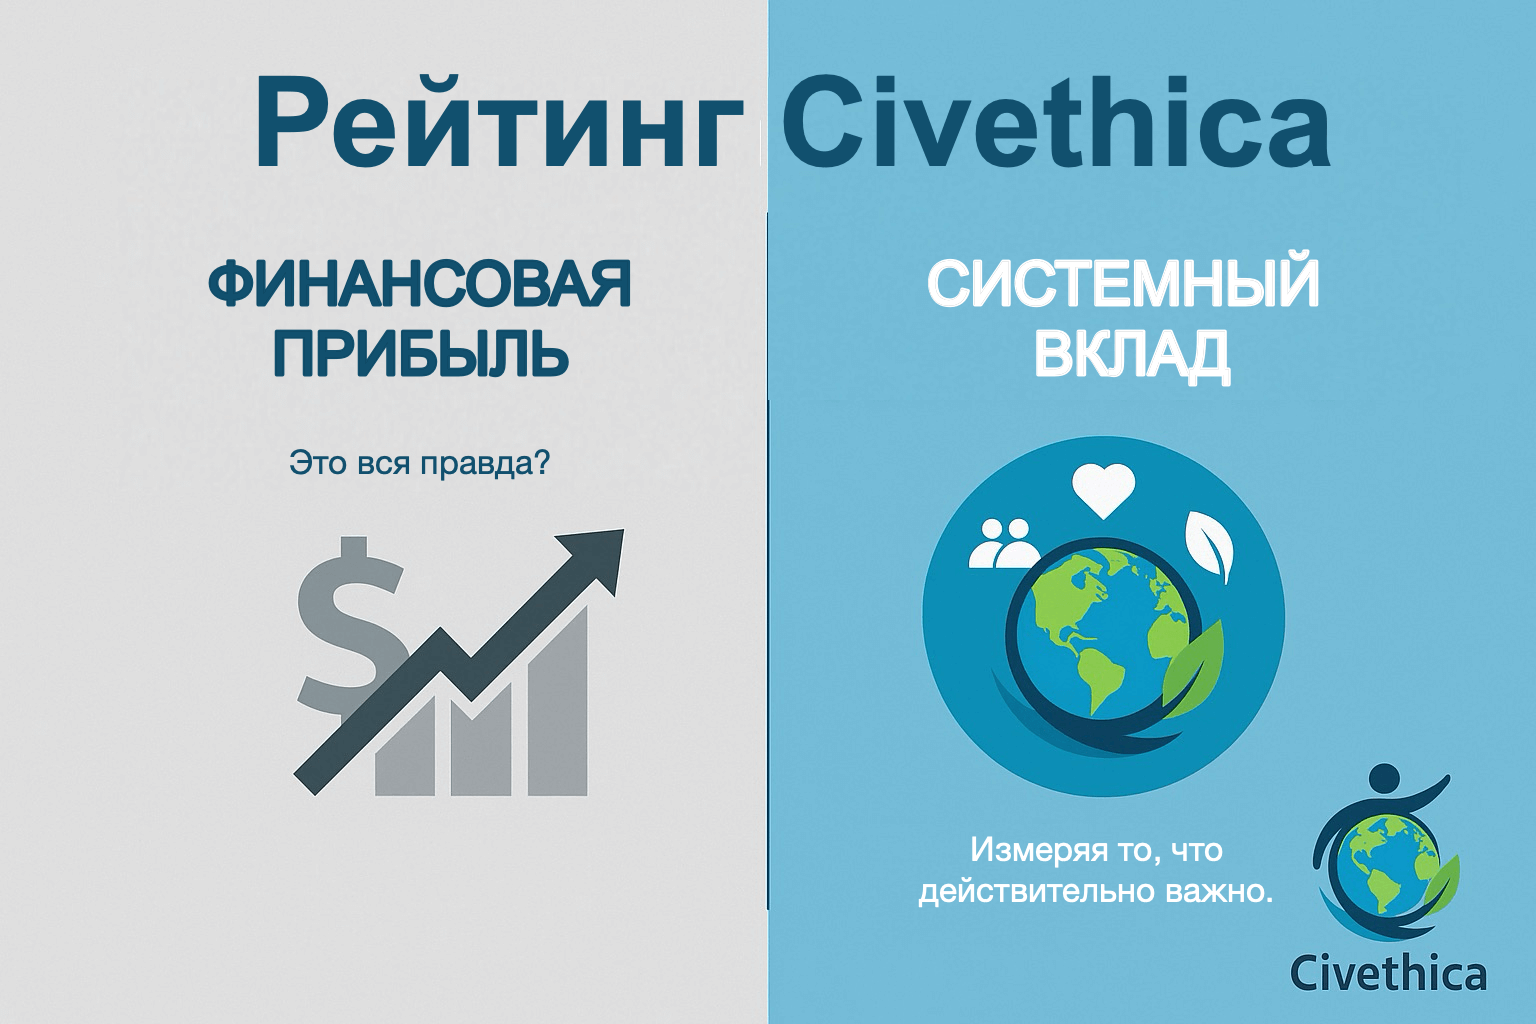 Рейтинг Civethica
ФИНАНСОВАЯ
ПРИБЫЛЬ
Это вся правда?
СИСТЕМНЫЙ
ВКЛАД
Измеряя то, что
действительно важно.
Civethica